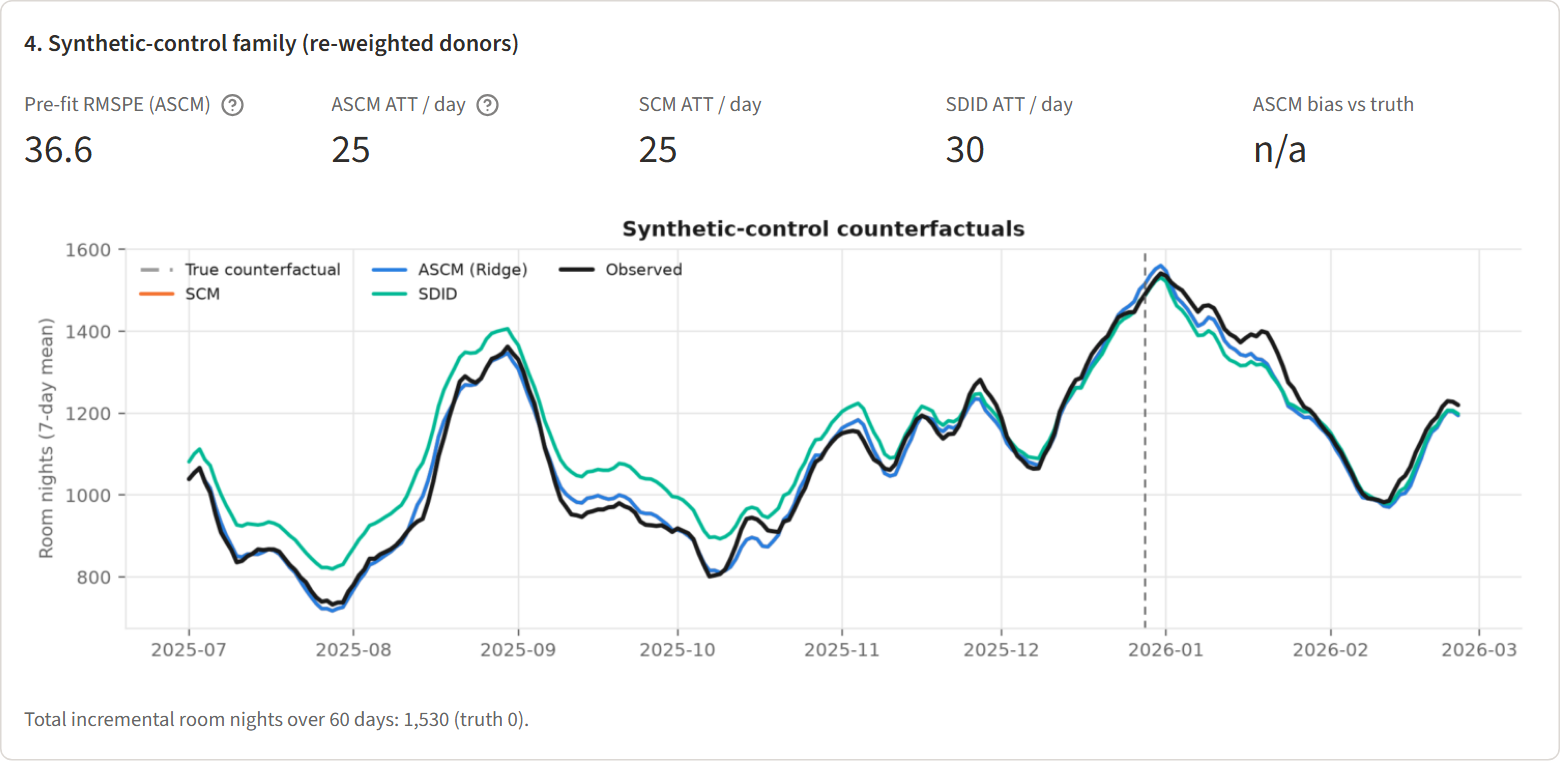 4. Synthetic-control family (re-weighted donors)
Pre-fit RMSPE (ASCM) ?
ASCM ATT / day ?
SCM ATT / day
SDID ATT / day
ASCM bias vs truth
36.6
25
25
30
n/a
Synthetic-control counterfactuals
Room nights (7-day mean)
1600
1400
1200
1000
800
True counterfactual
SCM
ASCM (Ridge)
SDID
Observed
2025-07
2025-08
2025-09
2025-10
2025-11
2025-12
2026-01
2026-02
2026-03
Total incremental room nights over 60 days: 1,530 (truth 0).